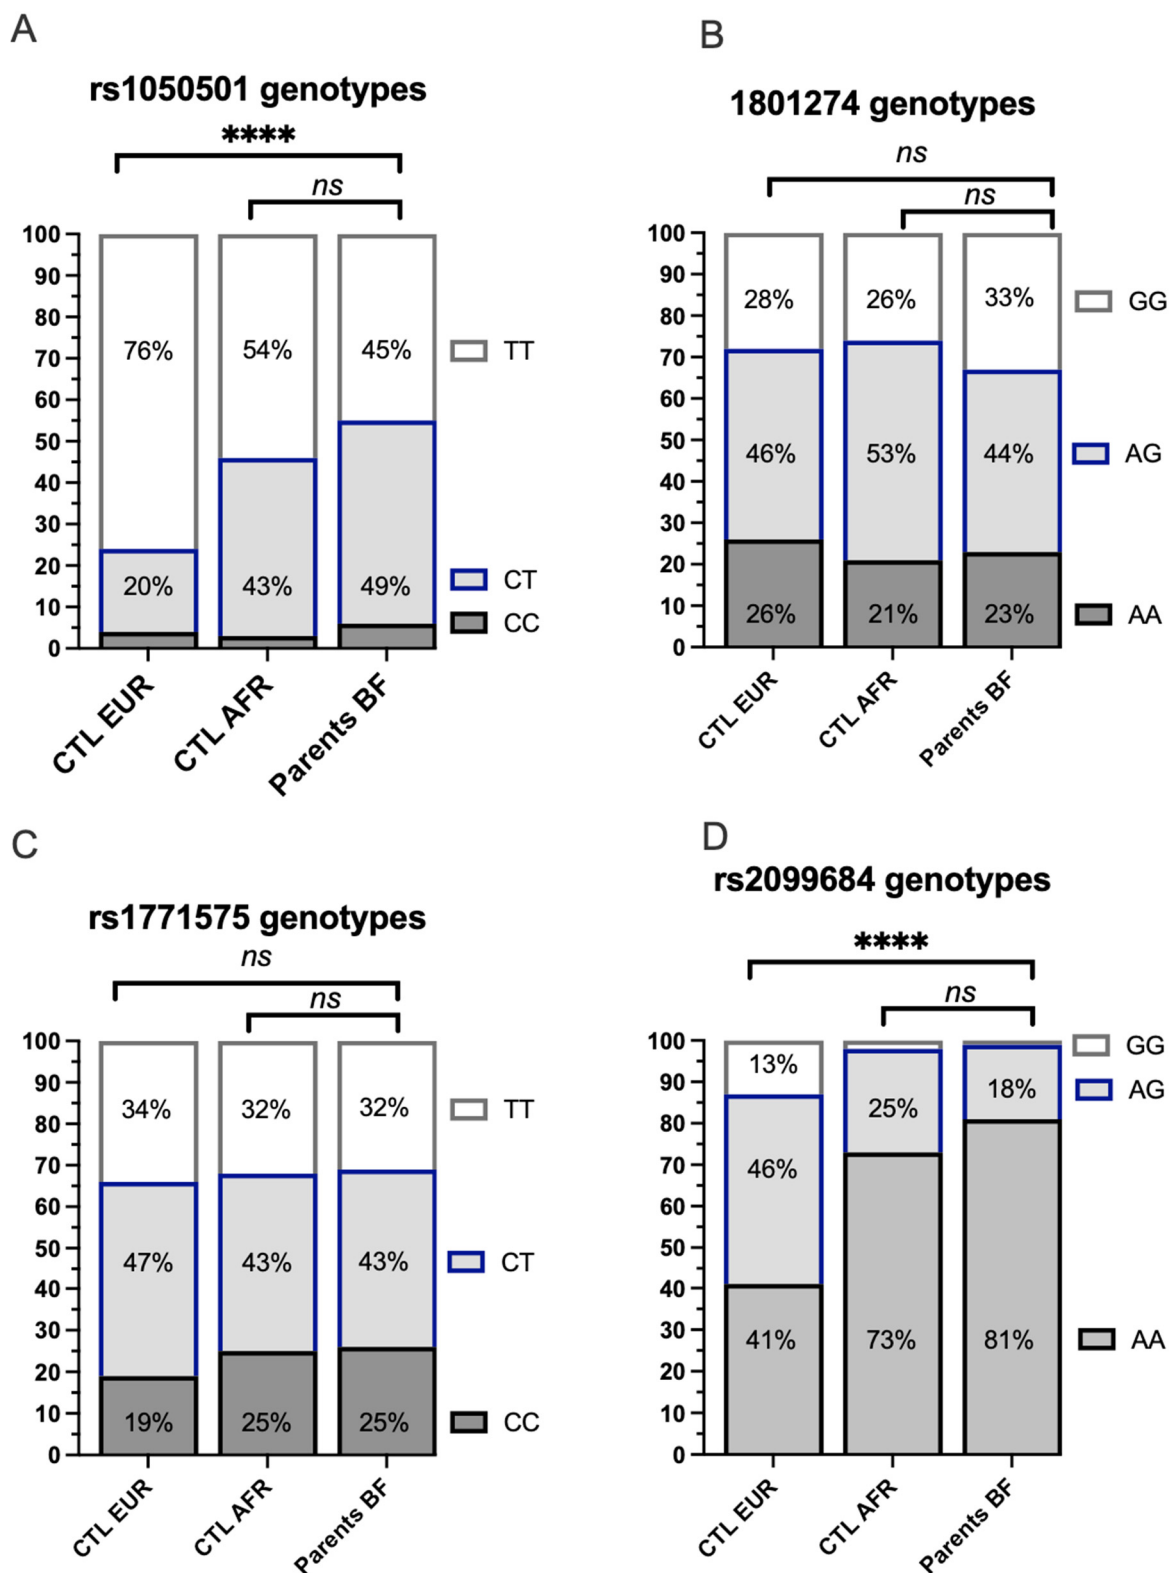 A
rs1050501 genotypes
****
ns
100
90
80
70
60
50
40
30
20
10
0
76%
54%
45%
20%
43%
49%
TT
CT
CC
CTL EUR
CTL AFR
Parents BF
B
1801274 genotypes
ns
ns
100
90
80
70
60
50
40
30
20
10
0
28%
26%
33%
46%
53%
44%
26%
21%
23%
GG
AG
AA
CTL EUR
CTL AFR
Parents BF
C
rs1771575 genotypes
ns
ns
100
90
80
70
60
50
40
30
20
10
0
34%
32%
32%
47%
43%
43%
19%
25%
25%
TT
CT
CC
CTL EUR
CTL AFR
Parents BF
D
rs2099684 genotypes
****
ns
100
90
80
70
60
50
40
30
20
10
0
13%
46%
25%
18%
41%
73%
81%
GG
AG
AA
CTL EUR
CTL AFR
Parents BF